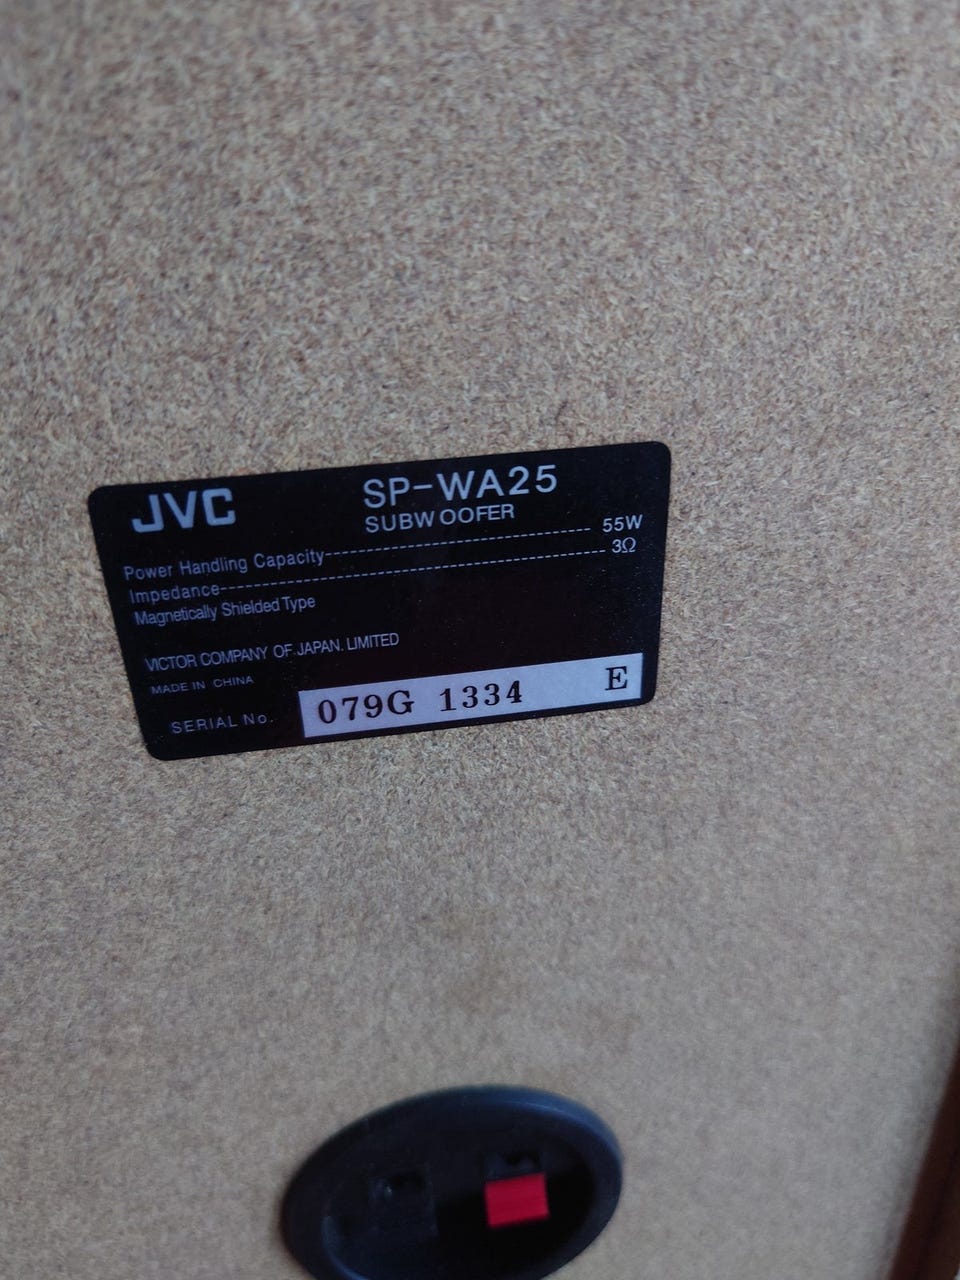 JVC SP-WA25
SUBWOOFER
Power Handling Capacity 55W
Impedance 3Ω
Magnetically Shielded Type
VICTOR COMPANY OF JAPAN. LIMITED
MADE IN CHINA
SERIAL No. 079G 1334 E